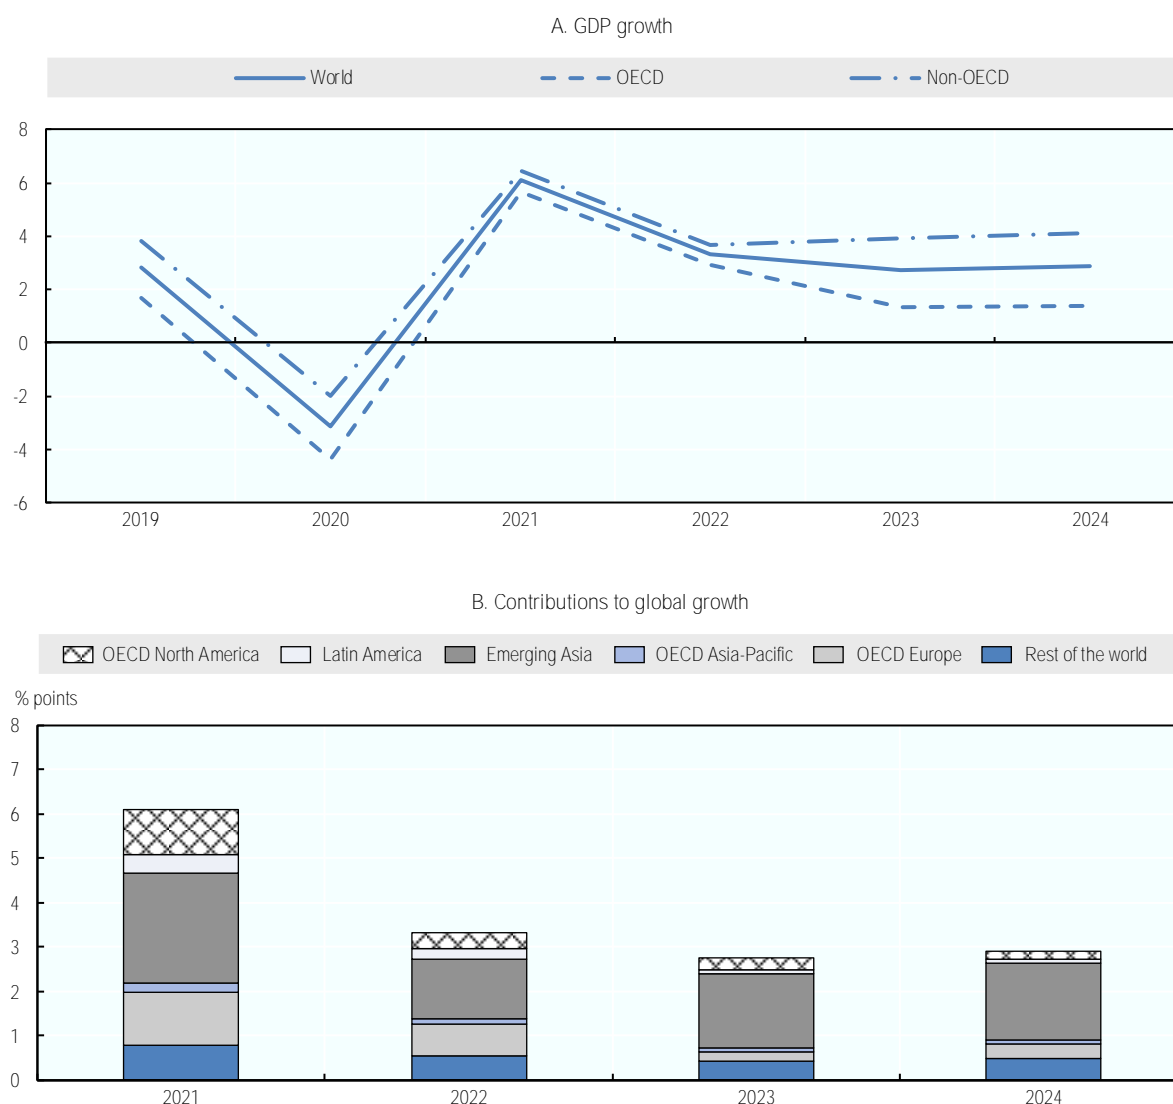 A. GDP growth
World OECD Non-OECD
8
6
4
2
0
-2
-4
-6
2019 2020 2021 2022 2023 2024
B. Contributions to global growth
OECD North America Latin America Emerging Asia OECD Asia-Pacific OECD Europe Rest of the world
% points
8
7
6
5
4
3
2
1
0
2021 2022 2023 2024